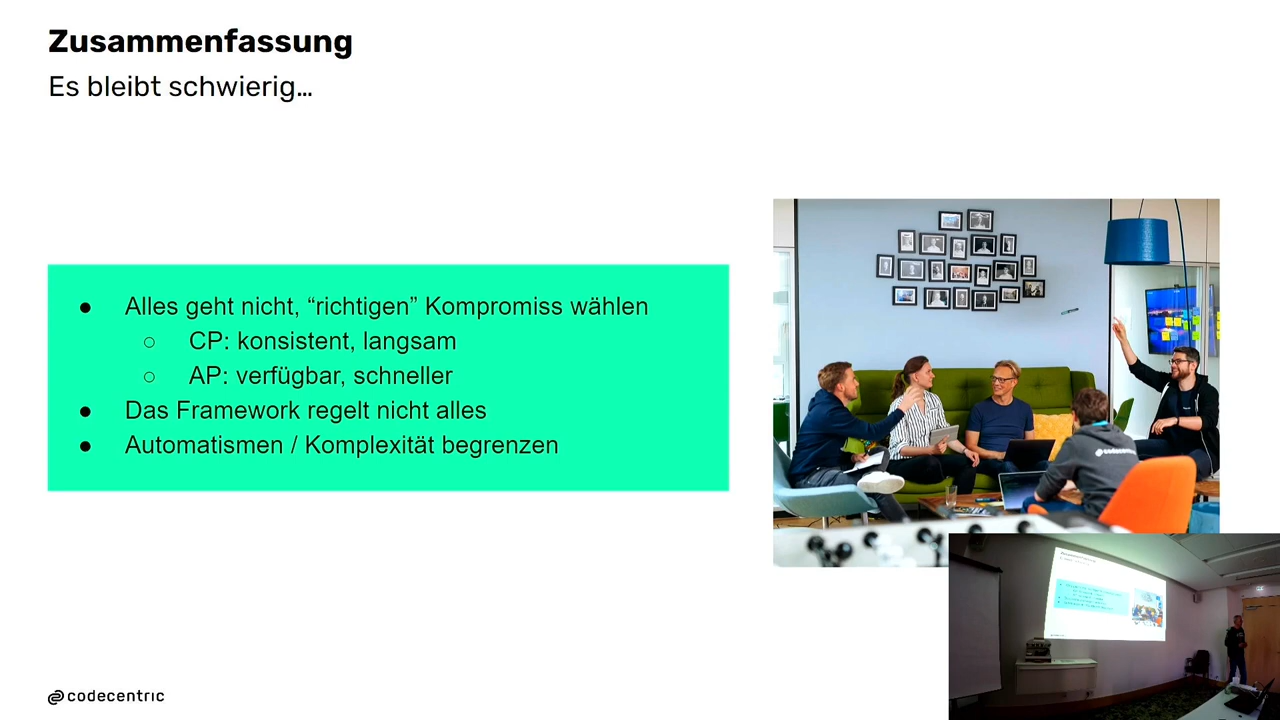 Zusammenfassung
Es bleibt schwierig…
● Alles geht nicht, “richtigen” Kompromiss wählen
○ CP: konsistent, langsam
○ AP: verfügbar, schneller
● Das Framework regelt nicht alles
● Automatismen / Komplexität begrenzen
codecentric
codecentric